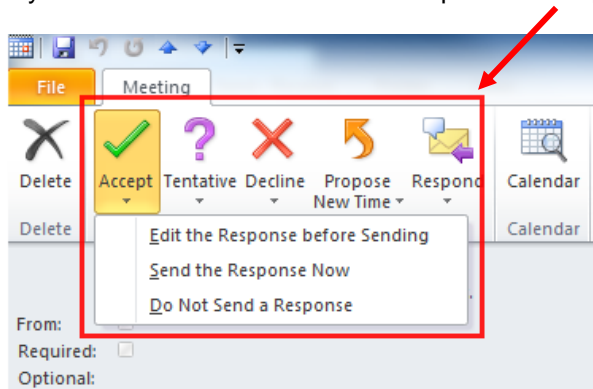 File Meeting
Delete Accept Tentative Decline Propose New Time Respond Calendar
Delete Calendar
Edit the Response before Sending
Send the Response Now
Do Not Send a Response
From:
Required:
Optional: